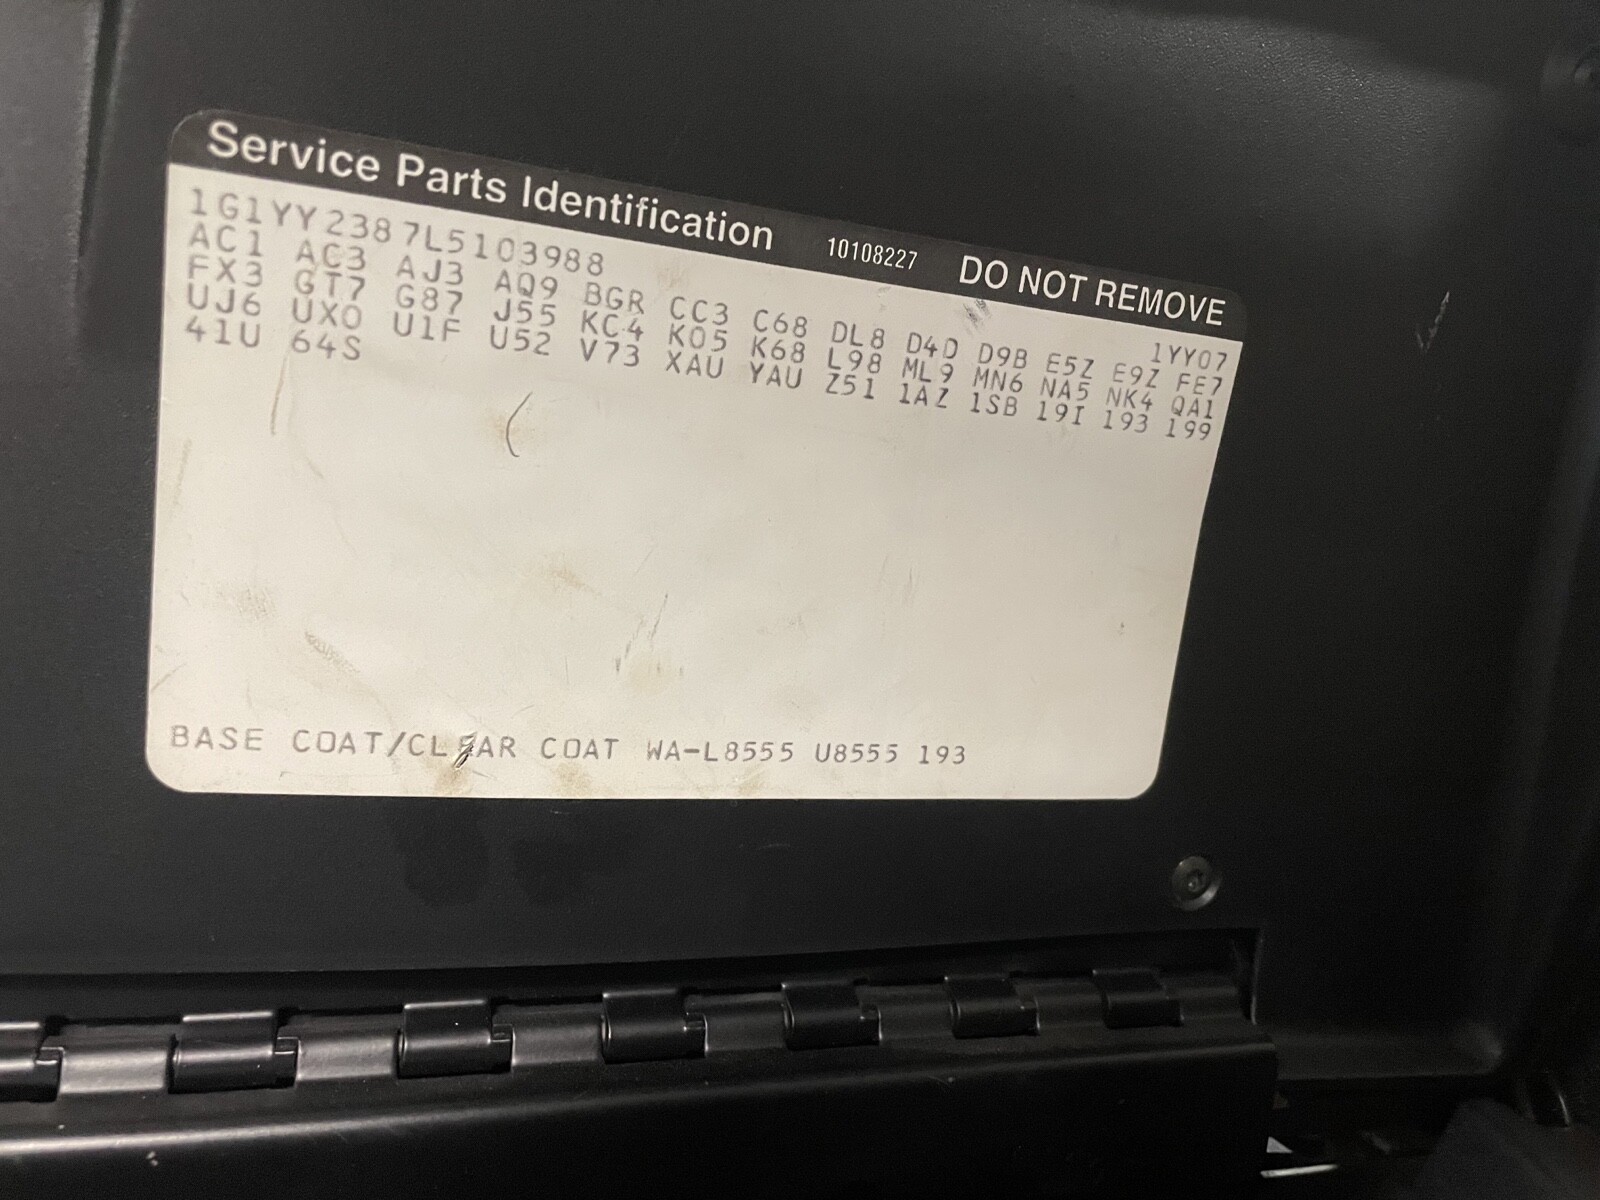 Service Parts Identification 10108227 DO NOT REMOVE
1G1YY2387L5103988 1YY07
AC1 AC3 AJ3 AQ9 BGR CC3 C68 DL8 D4D D9B E5Z E9Z FE7
FX3 GT7 G87 J55 KC4 K05 K68 L98 ML9 MN6 NA5 NK4 QA1
UJ6 UX0 U1F U52 V73 XAU YAU Z51 1AZ 1SB 19I 193 199
41U 64S
BASE COAT/CLEAR COAT WA-L8555 U8555 193